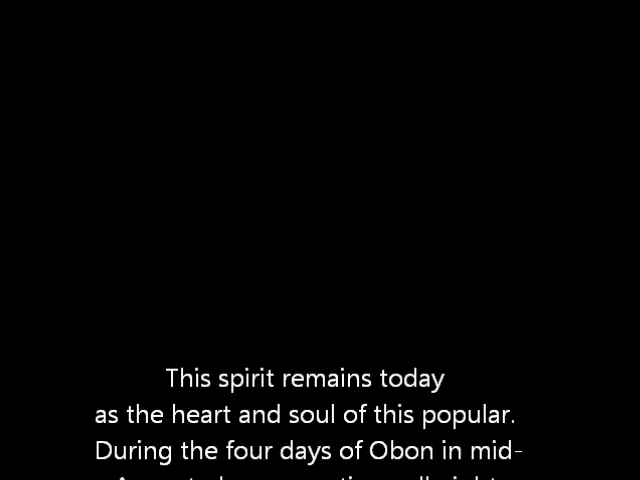 This spirit remains today
as the heart and soul of this popular.
During the four days of Obon in mid-